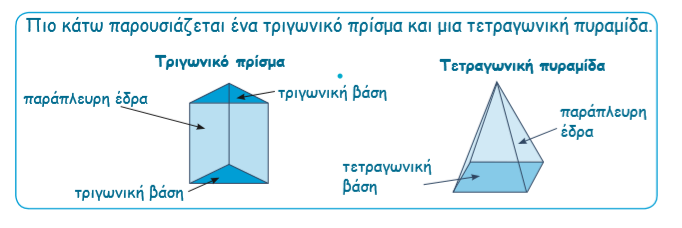 Πιο κάτω παρουσιάζεται ένα τριγωνικό πρίσμα και μια τετραγωνική πυραμίδα.
Τριγωνικό πρίσμα
παράπλευρη έδρα
τριγωνική βάση
τριγωνική βάση
Τετραγωνική πυραμίδα
παράπλευρη
έδρα
τετραγωνική
βάση